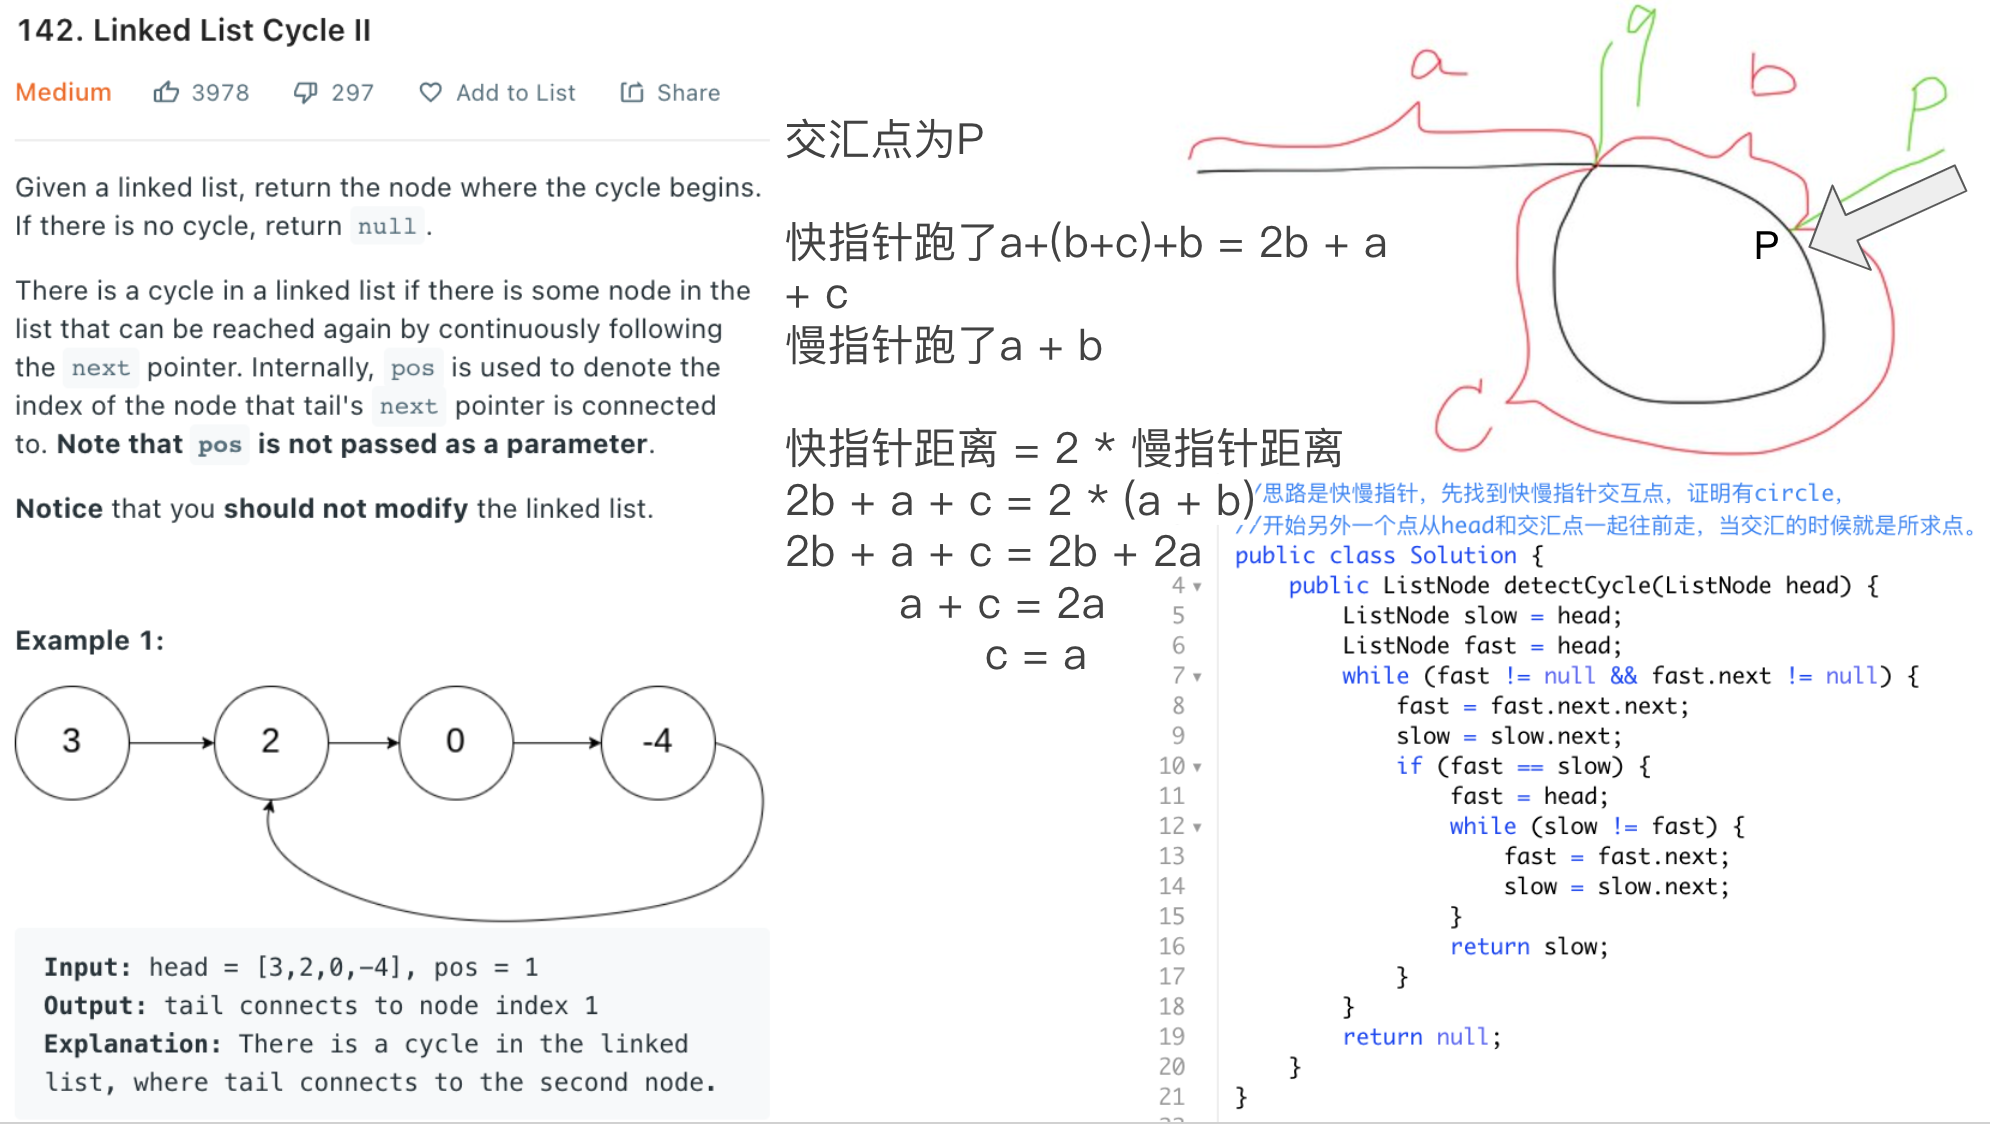 142. Linked List Cycle II
Medium 3978 297 Add to List Share
Given a linked list, return the node where the cycle begins.
If there is no cycle, return null.
There is a cycle in a linked list if there is some node in the
list that can be reached again by continuously following
the next pointer. Internally, pos is used to denote the
index of the node that tail's next pointer is connected
to. Note that pos is not passed as a parameter.
Notice that you should not modify the linked list.
Example 1:
3 2 0 -4
Input: head = [3,2,0,-4], pos = 1
Output: tail connects to node index 1
Explanation: There is a cycle in the linked
list, where tail connects to the second node.
交汇点为P
快指针跑了a+(b+c)+b = 2b + a
+ c
慢指针跑了a + b
快指针距离 = 2 * 慢指针距离
2b + a + c = 2 * (a + b)
2b + a + c = 2b + 2a
a + c = 2a
c = a
a
q
b
P
P
C
/思路是快慢指针，先找到快慢指针交互点，证明有circle，
//开始另外一个点从head和交汇点一起往前走，当交汇的时候就是所求点。
public class Solution {
4 public ListNode detectCycle(ListNode head) {
5 ListNode slow = head;
6 ListNode fast = head;
7 while (fast != null && fast.next != null) {
8 fast = fast.next.next;
9 slow = slow.next;
10 if (fast == slow) {
11 fast = head;
12 while (slow != fast) {
13 fast = fast.next;
14 slow = slow.next;
15 }
16 return slow;
17 }
18 }
19 return null;
20 }
21 }